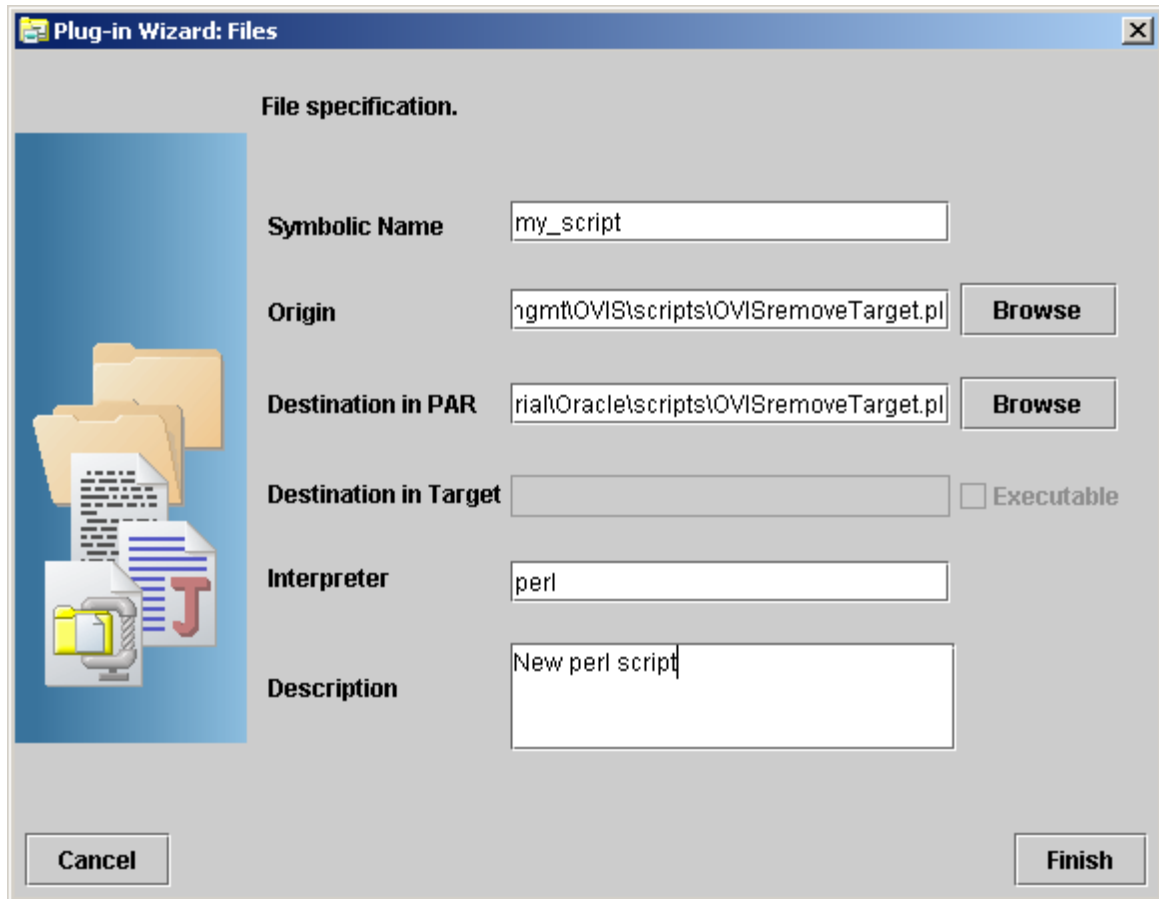 Plug-in Wizard: Files
File specification.
Symbolic Name my_script
Origin ngmt\OVIS\scripts\OVISremoveTarget.pl Browse
Destination in PAR rial\Oracle\scripts\OVISremoveTarget.pl Browse
Destination in Target Executable
Interpreter perl
Description New perl script
J
Cancel Finish